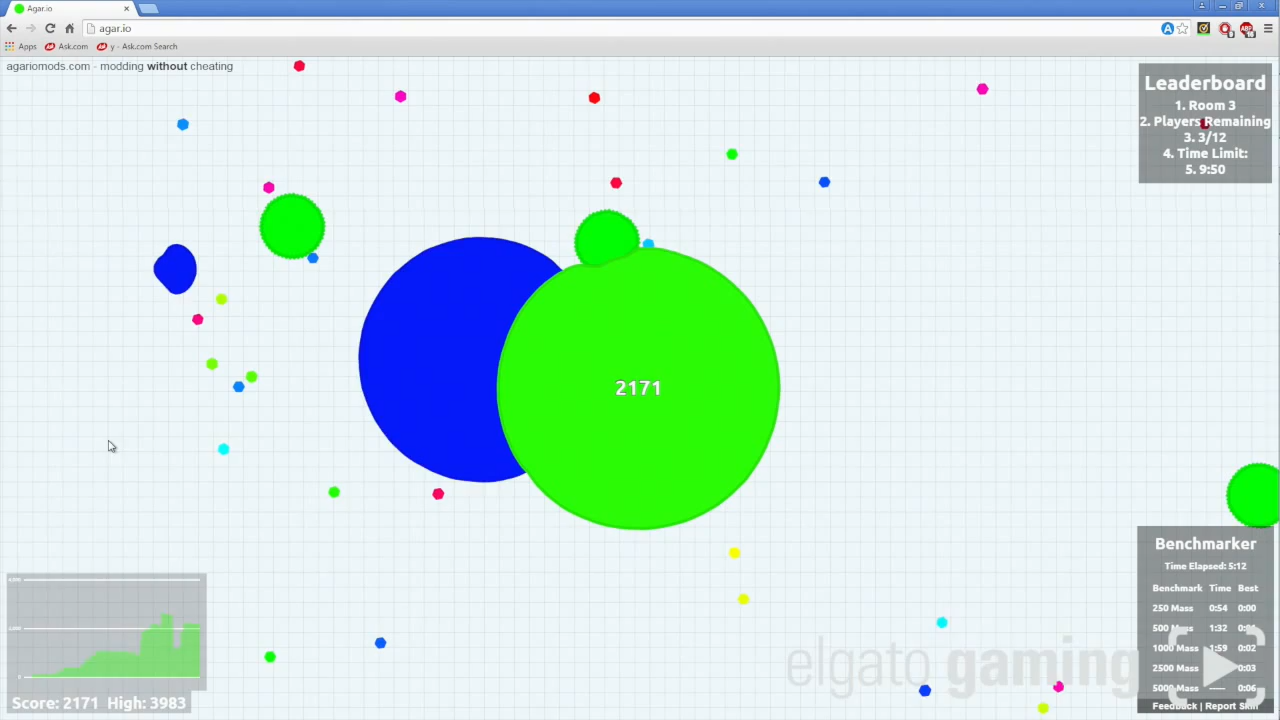 Agar.io
agar.io
Apps Ask.com y - Ask.com Search
agariomods.com - modding without cheating
Leaderboard
1. Room 3
2. Players Remaining
3. 3/12
4. Time Limit:
5. 9:50
2171
Benchmarker
Time Elapsed: 5:12
Benchmark Time Best
250 Mass 0:54 0:00
500 Mass 1:32
1000 Mass 1:59 0:02
2500 Mass 0:03
5000 Mass — 0:06
Feedback | Report Skin
elgato gaming
Score: 2171 High: 3983